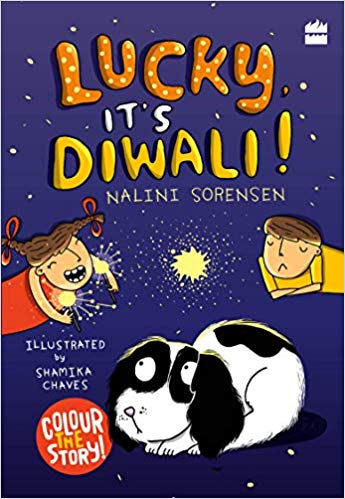 LUCKY,
IT'S
DIWALI!
NALINI SORENSEN
ILLUSTRATED
by
SHAMIKA
CHAVES
COLOUR
THE
STORY!